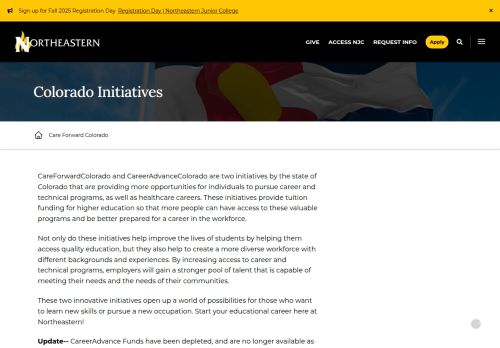 Sign up for Fall 2025 Registration Day Registration Day | Northeastern Junior College ×
NORTHEASTERN GIVE ACCESS NJC REQUEST INFO Apply
Colorado Initiatives
Care Forward Colorado
CareForwardColorado and CareerAdvanceColorado are two initiatives by the state of
Colorado that are providing more opportunities for individuals to pursue career and
technical programs, as well as healthcare careers. These initiatives provide tuition
funding for higher education so that more people can have access to these valuable
programs and be better prepared for a career in the workforce.
Not only do these initiatives help improve the lives of students by helping them
access quality education, but they also help to create a more diverse workforce with
different backgrounds and experiences. By increasing access to career and
technical programs, employers will gain a stronger pool of talent that is capable of
meeting their needs and the needs of their communities.
These two innovative initiatives open up a world of possibilities for those who want
to learn new skills or pursue a new occupation. Start your educational career here at
Northeastern!
Update-- CareerAdvance Funds have been depleted, and are no longer available as